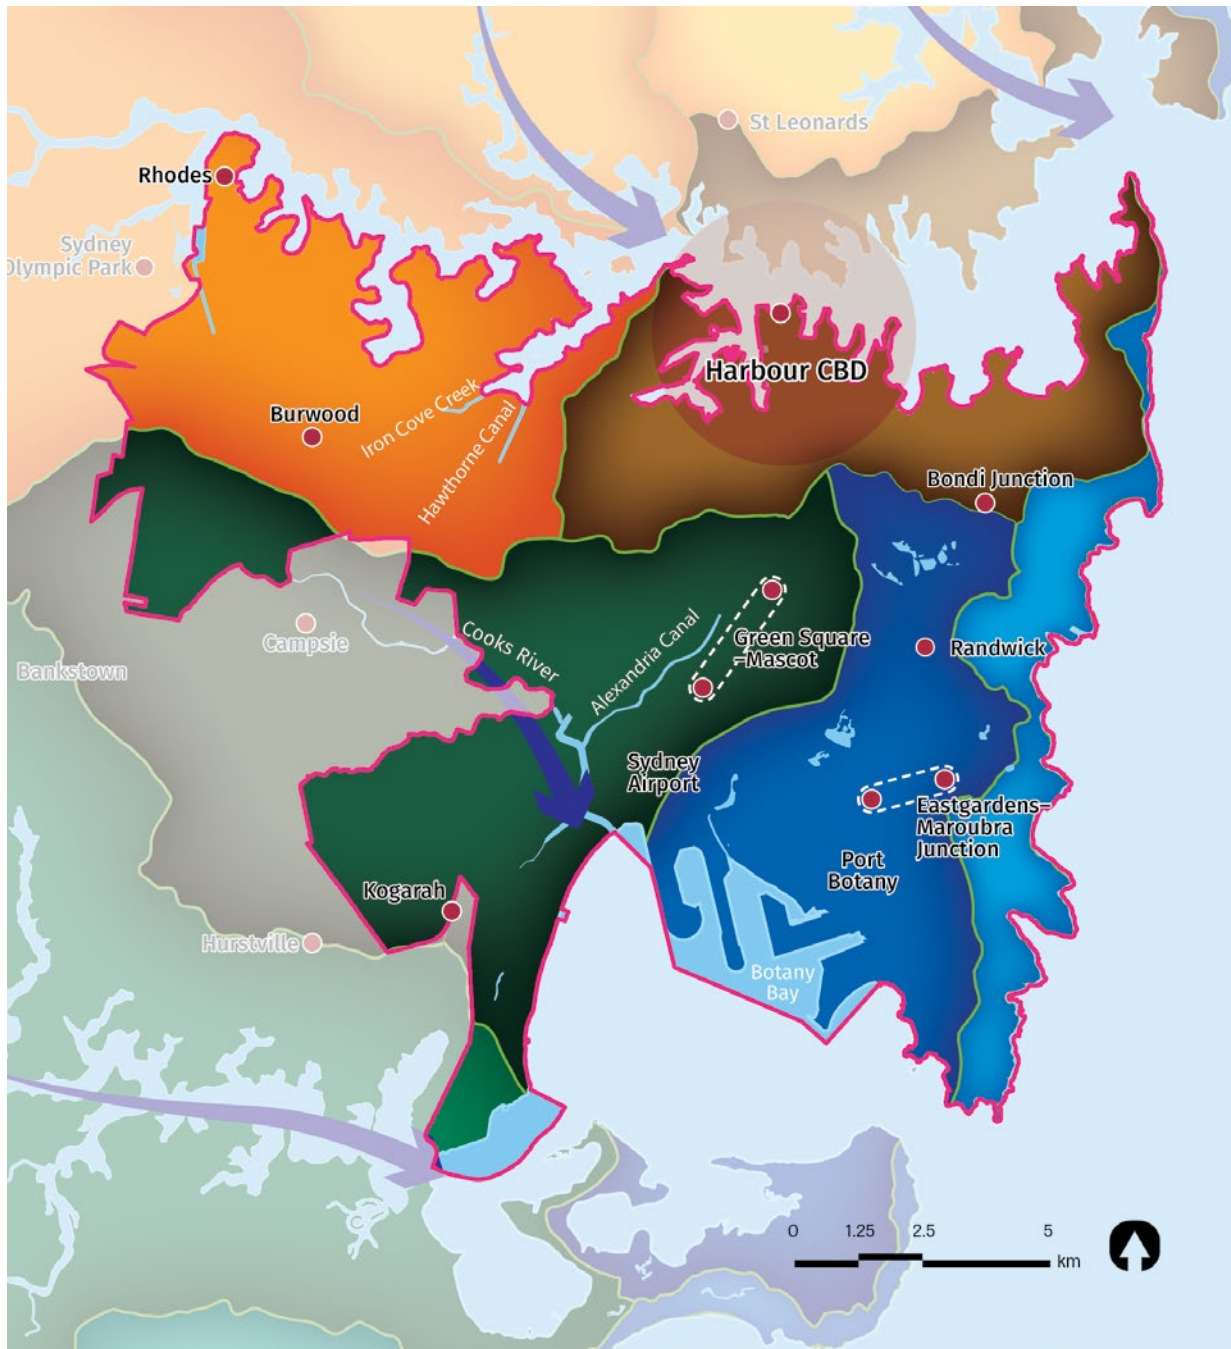 St Leonards
Rhodes
Sydney
Olympic Park
Harbour CBD
Burwood
Iron Cove Creek
Hawthorne Canal
Bondi Junction
Campsie
Cooks River
Alexandria Canal
Green Square
–Mascot
Randwick
Bankstown
Sydney
Airport
Eastgardens–
Maroubra
Junction
Port
Botany
Kogarah
Hurstville
Botany
Bay
0 1.25 2.5 5
km